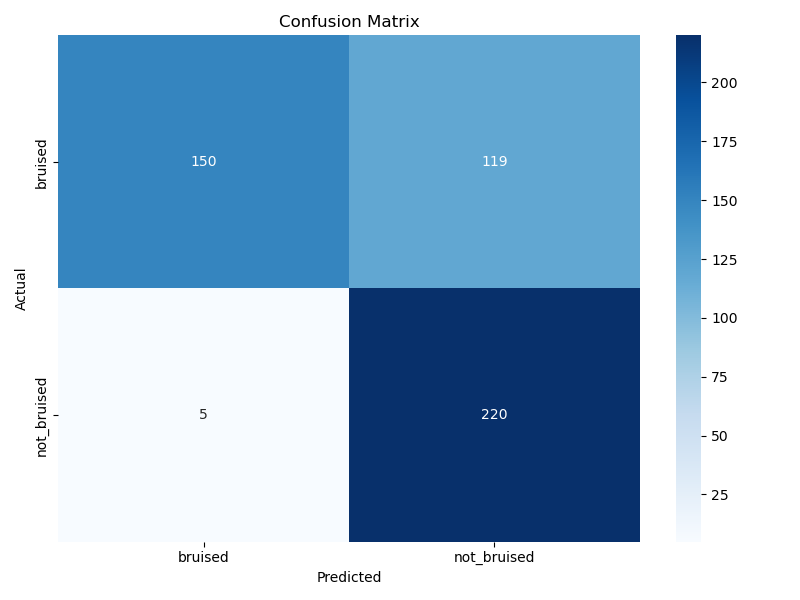 Confusion Matrix
Actual
bruised
not_bruised
150
119
5
220
bruised
not_bruised
Predicted
200
175
150
125
100
75
50
25